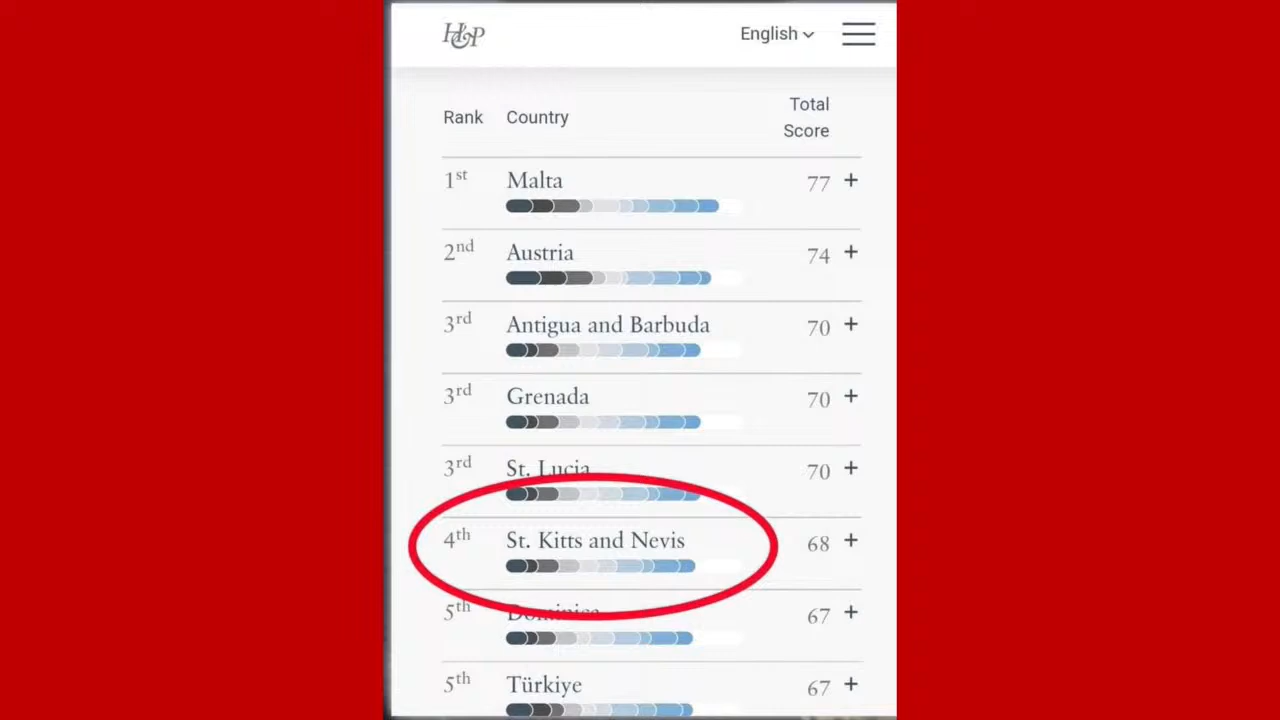 H&P
English
Rank Country Total Score
1st Malta 77 +
2nd Austria 74 +
3rd Antigua and Barbuda 70 +
3rd Grenada 70 +
3rd St. Lucia 70 +
4th St. Kitts and Nevis 68 +
5th Dominica 67 +
5th Türkiye 67 +